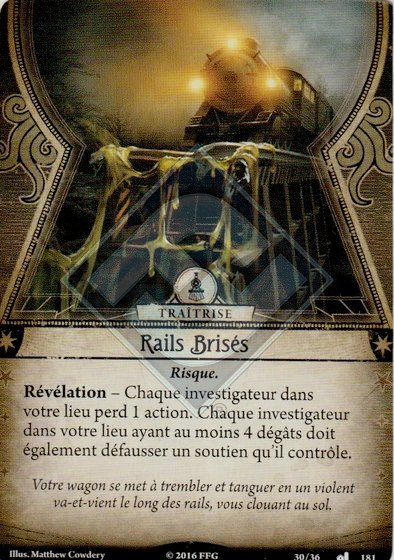 TRAÎTRISE
Rails Brisés
Risque.
Révélation – Chaque investigateur dans
votre lieu perd 1 action. Chaque investigateur
dans votre lieu ayant au moins 4 dégâts doit
également défausser un soutien qu'il contrôle.
Votre wagon se met à trembler et tanguer en un violent
va-et-vient le long des rails, vous clouant au sol.
Illus. Matthew Cowdery © 2016 FFG 30/36 181